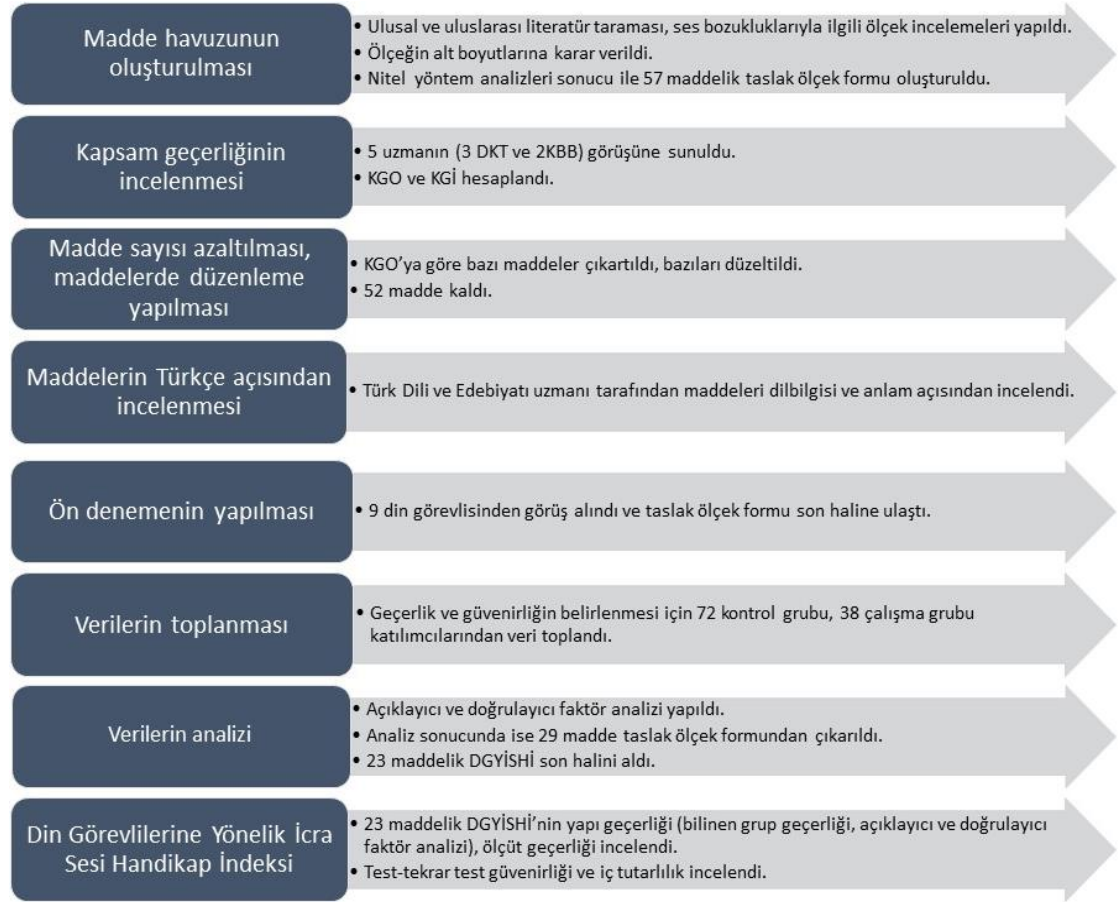 Madde havuzunun
oluşturulması
• Ulusal ve uluslarası literatür taraması, ses bozukluklarıyla ilgili ölçek incelemeleri yapıldı.
• Ölçeğin alt boyutlarına karar verildi.
• Nitel yöntem analizleri sonucu ile 57 maddelik taslak ölçek formu oluşturuldu.
Kapsam geçerliğinin
incelenmesi
• 5 uzmanın (3 DKT ve 2KBB) görüşüne sunuldu.
• KGO ve KGİ hesaplandı.
Madde sayısı azaltılması,
maddelerde düzenleme
yapılması
• KGO’ya göre bazı maddeler çıkartıldı, bazıları düzeltildi.
• 52 madde kaldı.
Maddelerin Türkçe açısından
incelenmesi
• Türk Dili ve Edebiyatı uzmanı tarafından maddeleri dilbilgisi ve anlam açısından incelendi.
Ön denemenin yapılması
• 9 din görevlisinden görüş alındı ve taslak ölçek formu son haline ulaştı.
Verilerin toplanması
• Geçerlik ve güvenirliğin belirlenmesi için 72 kontrol grubu, 38 çalışma grubu
katılımcılarından veri toplandı.
Verilerin analizi
• Açıklayıcı ve doğrulayıcı faktör analizi yapıldı.
• Analiz sonucunda ise 29 madde taslak ölçek formundan çıkarıldı.
• 23 maddelik DGYİSHİ son halini aldı.
Din Görevlilerine Yönelik İcra
Sesi Handikap İndeksi
• 23 maddelik DGYİSHİ’nin yapı geçerliği (bilinen grup geçerliği, açıklayıcı ve doğrulayıcı
faktör analizi), ölçüt geçerliği incelendi.
• Test-tekrar test güvenirliği ve iç tutarlılık incelendi.